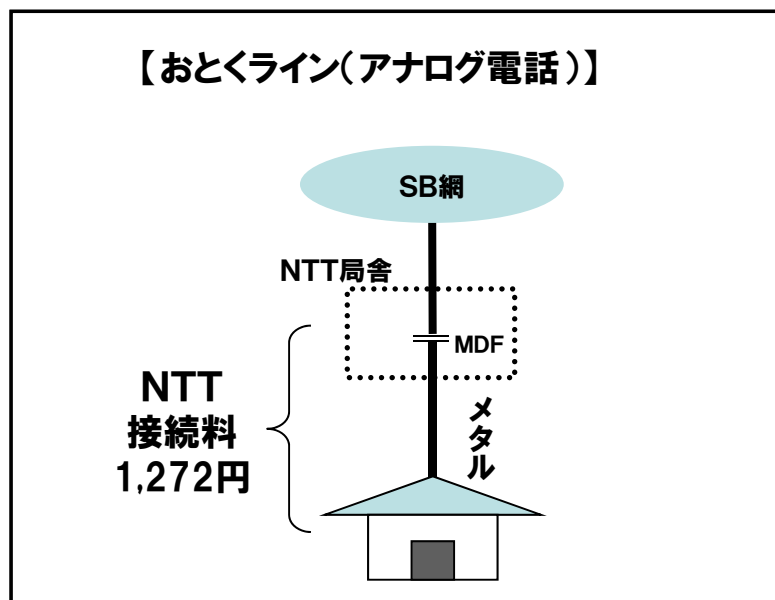 【おとくライン(アナログ電話)】
SB網
NTT局舎
MDF
NTT
接続料
1,272円
メタル